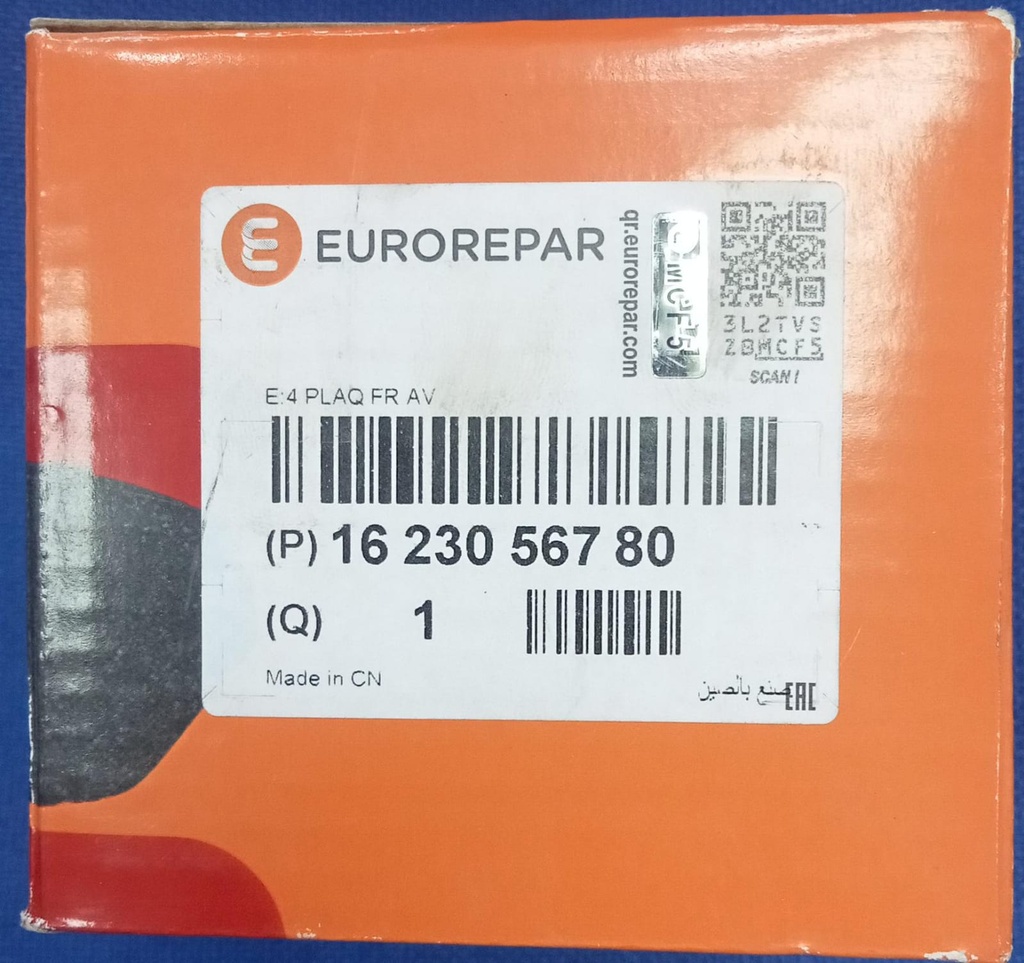 EUROREPAR
qr.eurorepar.com
MCF5
3L2TVS
ZBMCF5
SCAN!
E:4 PLAQ FR AV
(P) 16 230 567 80
(Q) 1
Made in CN
صنع بالصين
EAC